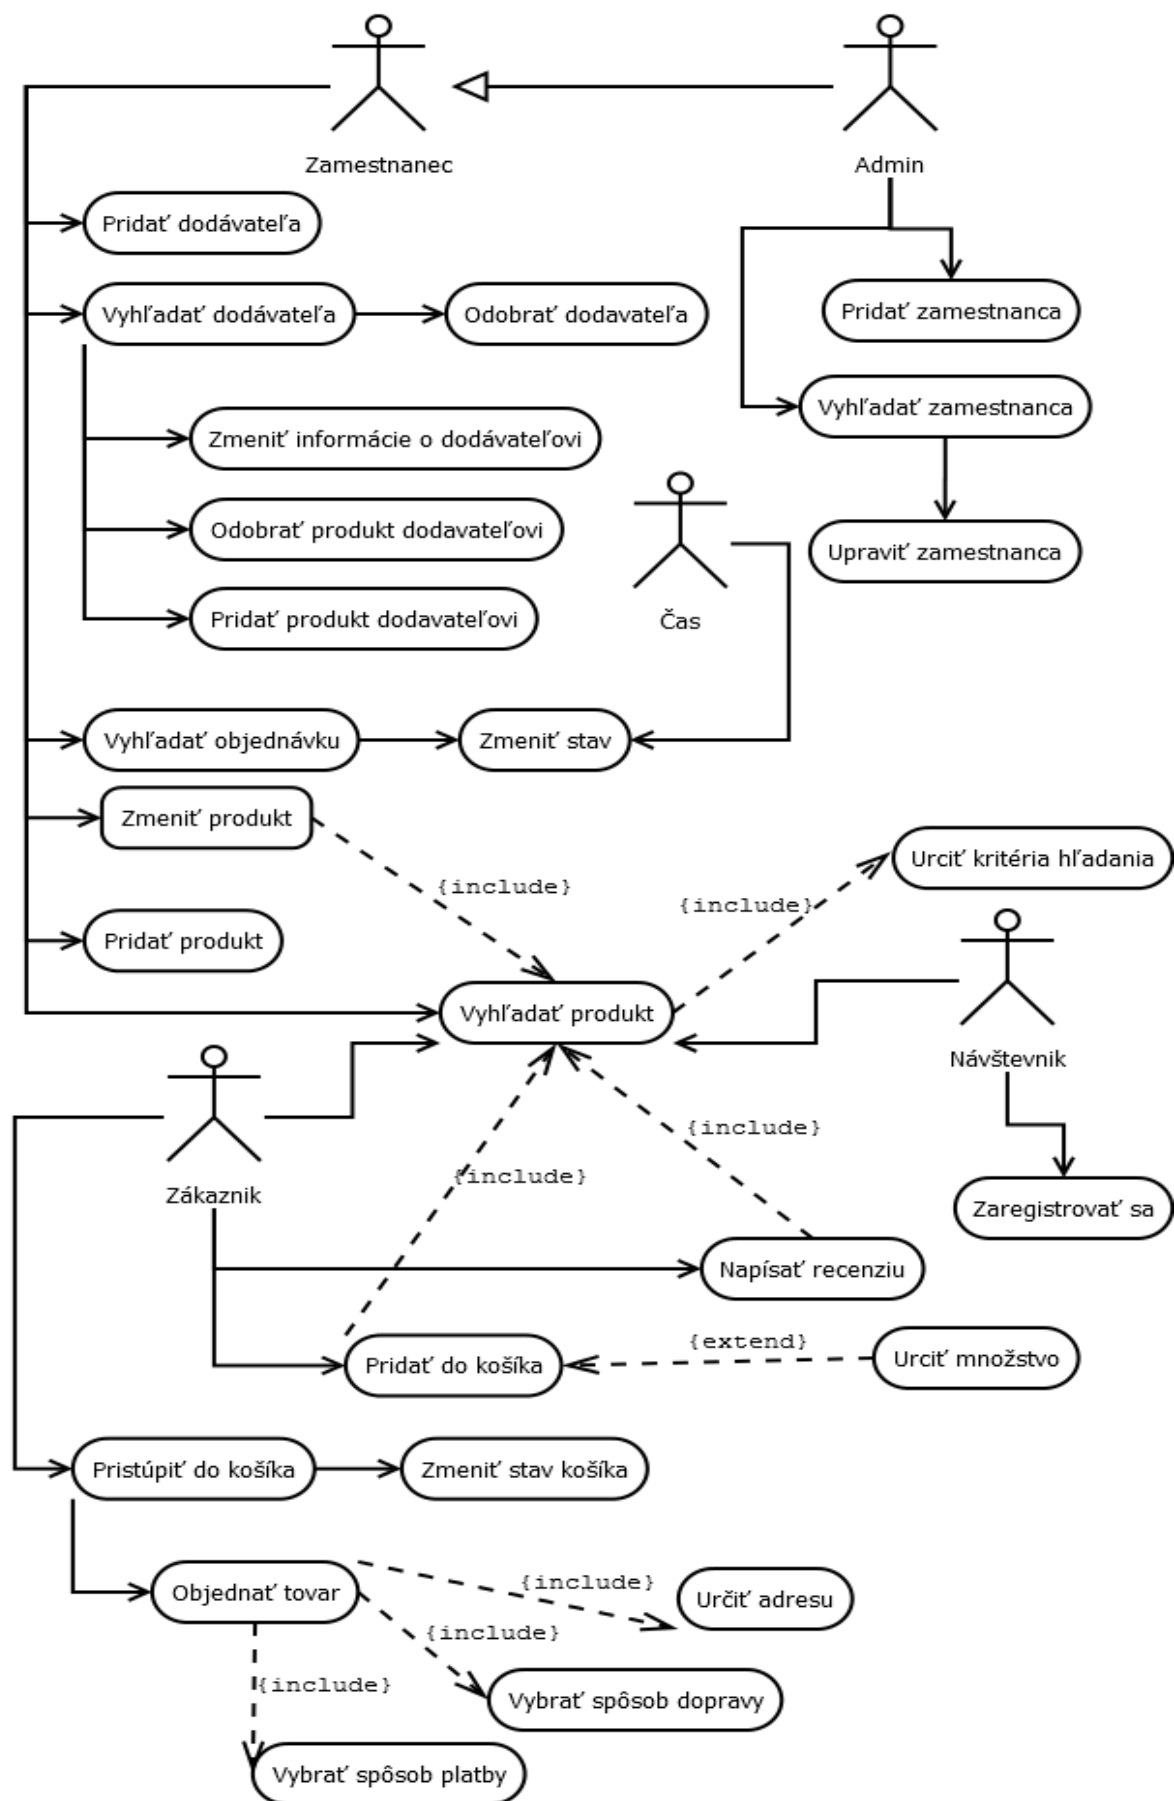 Zamestnanec
Admin
Pridať dodávateľa
Vyhľadať dodávateľa
Odobrať dodavateľa
Pridať zamestnanca
Vyhľadať zamestnanca
Zmeniť informácie o dodávateľovi
Odobrať produkt dodavateľovi
Upraviť zamestnanca
Pridať produkt dodavateľovi
Čas
Vyhľadať objednávku
Zmeniť stav
Zmeniť produkt
Urciť kritéria hľadania
{include}
{include}
Pridať produkt
Vyhľadať produkt
Návštevnik
{include}
{include}
Zákaznik
Zaregistrovať sa
Napísať recenziu
{extend}
Pridať do košíka
Urciť množstvo
Pristúpiť do košíka
Zmeniť stav košíka
{include}
Objednať tovar
Určiť adresu
{include}
{include}
Vybrať spôsob dopravy
Vybrať spôsob platby